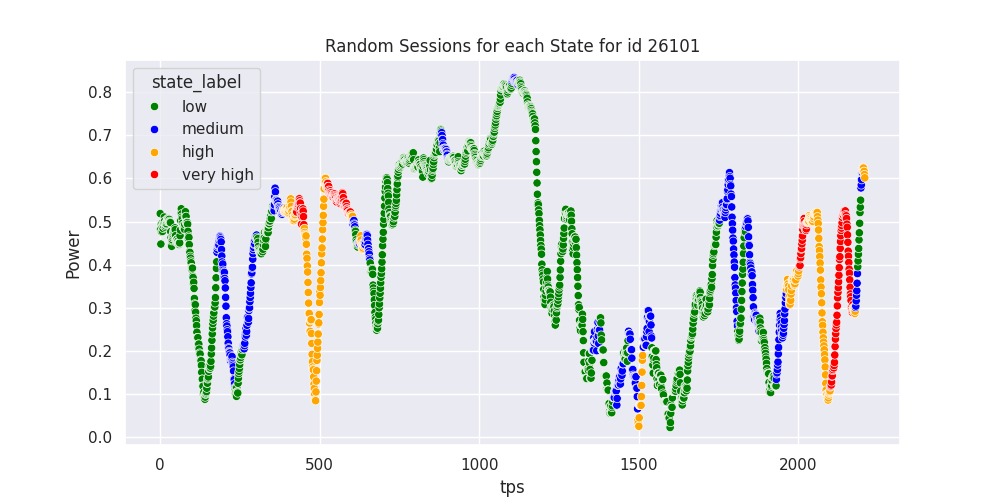 Random Sessions for each State for id 26101
state_label
low
medium
high
very high
Power
0.8
0.7
0.6
0.5
0.4
0.3
0.2
0.1
0.0
0 500 1000 1500 2000
tps